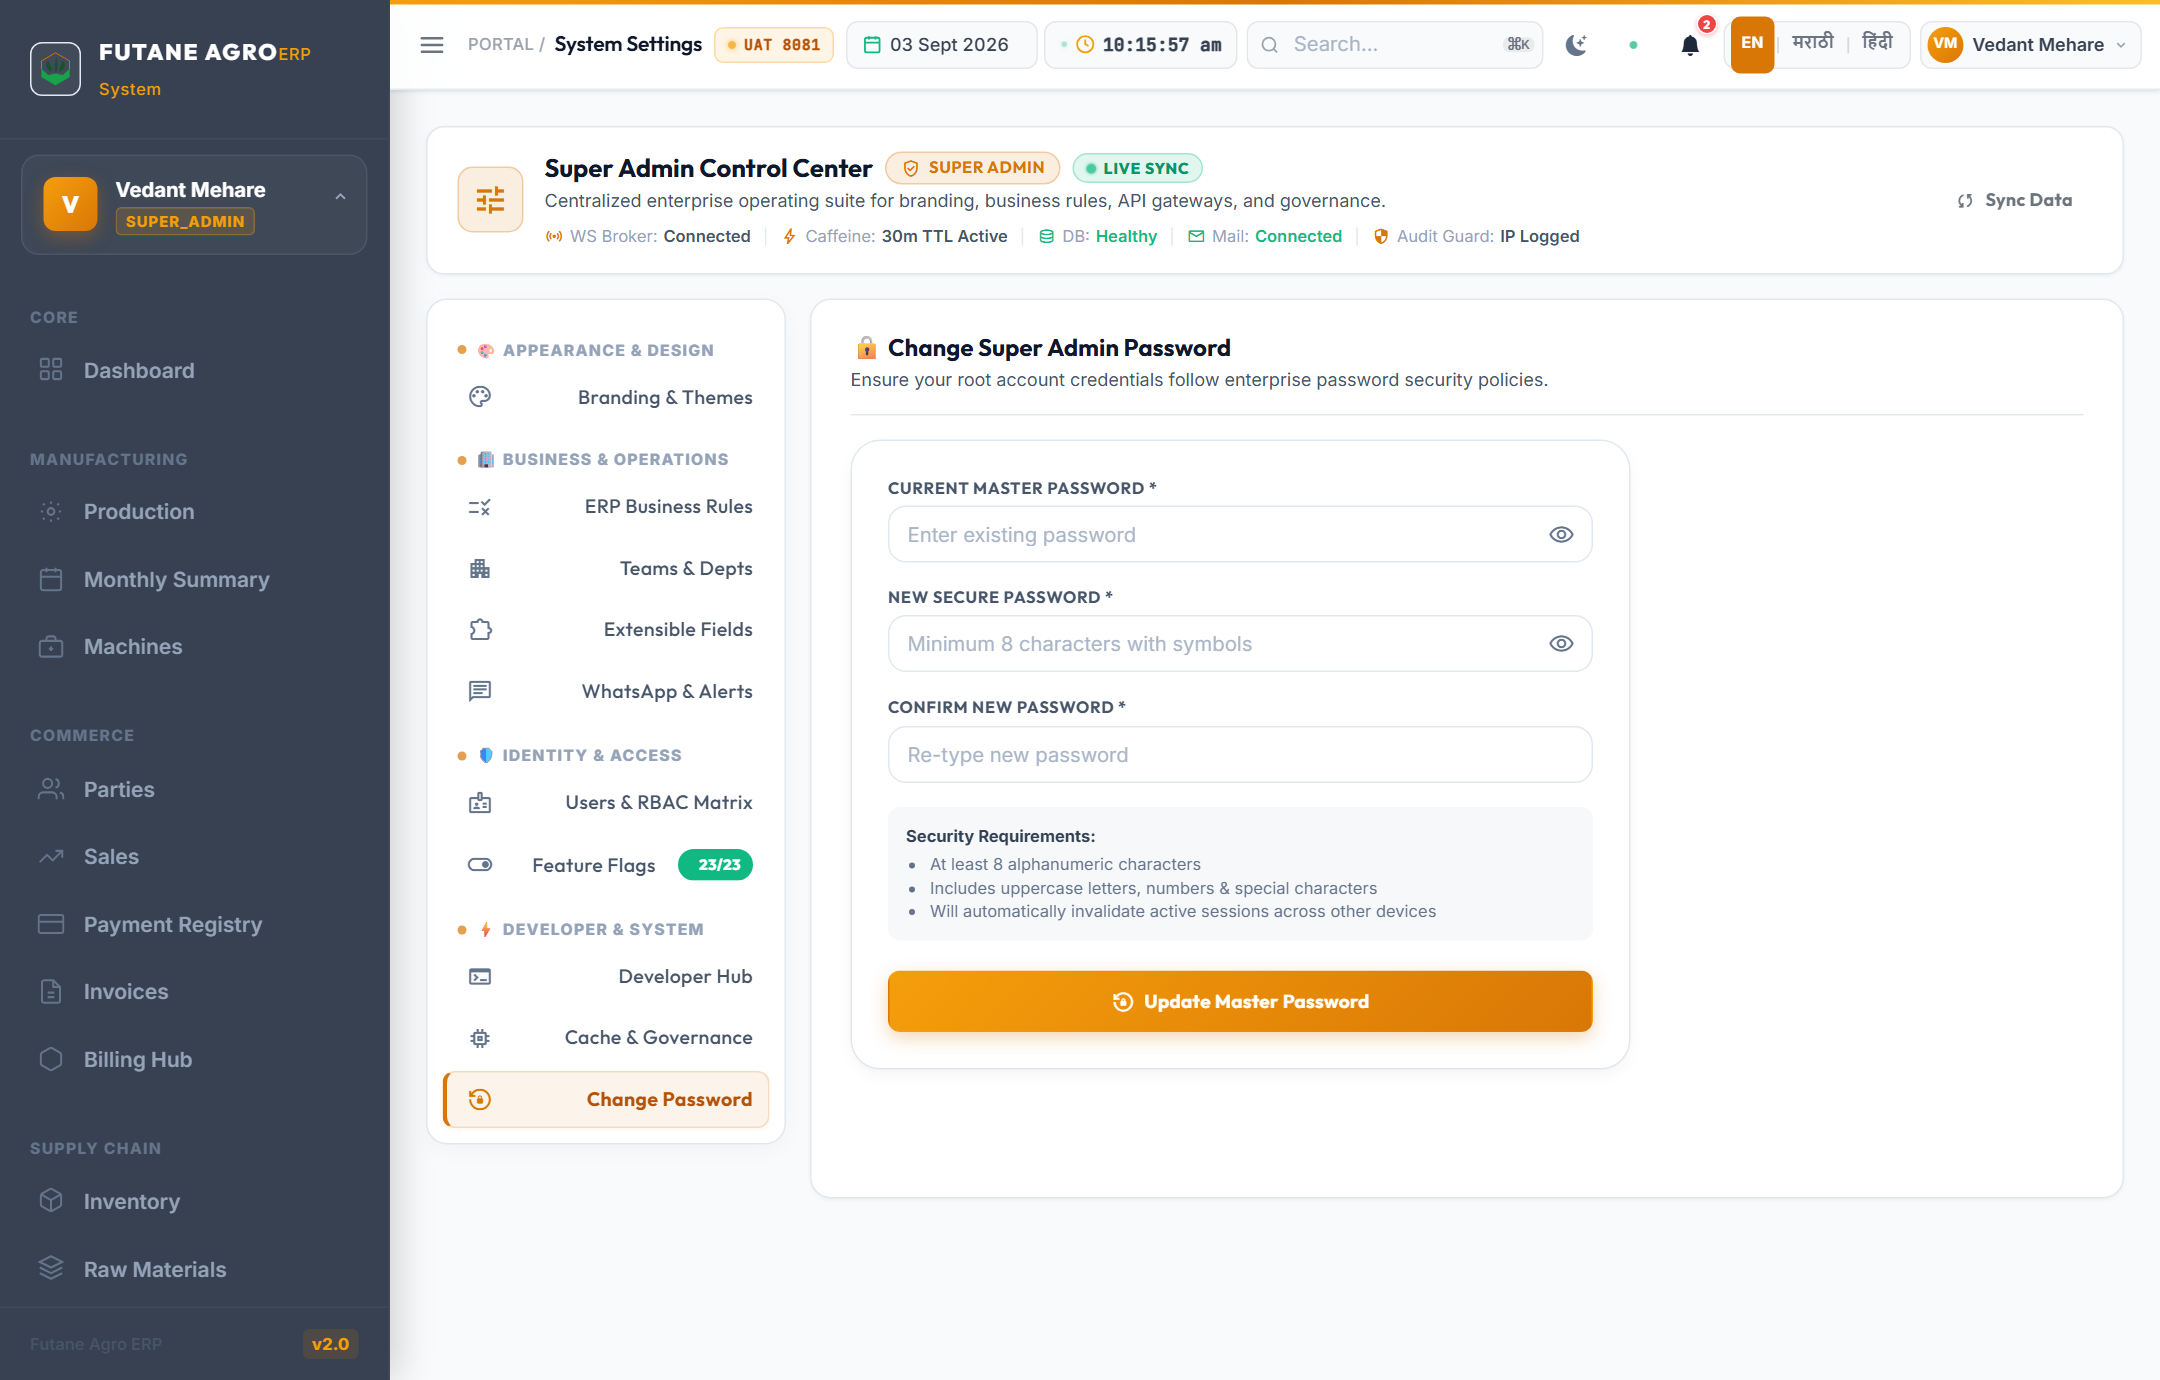 FUTANE AGROERP
System
V
Vedant Mehare
SUPER_ADMIN
CORE
Dashboard
MANUFACTURING
Production
Monthly Summary
Machines
COMMERCE
Parties
Sales
Payment Registry
Invoices
Billing Hub
SUPPLY CHAIN
Inventory
Raw Materials
Futane Agro ERP
v2.0
PORTAL / System Settings
UAT 8081
03 Sept 2026
10:15:57 am
Search...
⌘K
2
EN
मराठी
हिंदी
VM
Vedant Mehare
Super Admin Control Center
SUPER ADMIN
LIVE SYNC
Centralized enterprise operating suite for branding, business rules, API gateways, and governance.
WS Broker: Connected
Caffeine: 30m TTL Active
DB: Healthy
Mail: Connected
Audit Guard: IP Logged
Sync Data
APPEARANCE & DESIGN
Branding & Themes
BUSINESS & OPERATIONS
ERP Business Rules
Teams & Depts
Extensible Fields
WhatsApp & Alerts
IDENTITY & ACCESS
Users & RBAC Matrix
Feature Flags
23/23
DEVELOPER & SYSTEM
Developer Hub
Cache & Governance
Change Password
Change Super Admin Password
Ensure your root account credentials follow enterprise password security policies.
CURRENT MASTER PASSWORD *
Enter existing password
NEW SECURE PASSWORD *
Minimum 8 characters with symbols
CONFIRM NEW PASSWORD *
Re-type new password
Security Requirements:
• At least 8 alphanumeric characters
• Includes uppercase letters, numbers & special characters
• Will automatically invalidate active sessions across other devices
Update Master Password